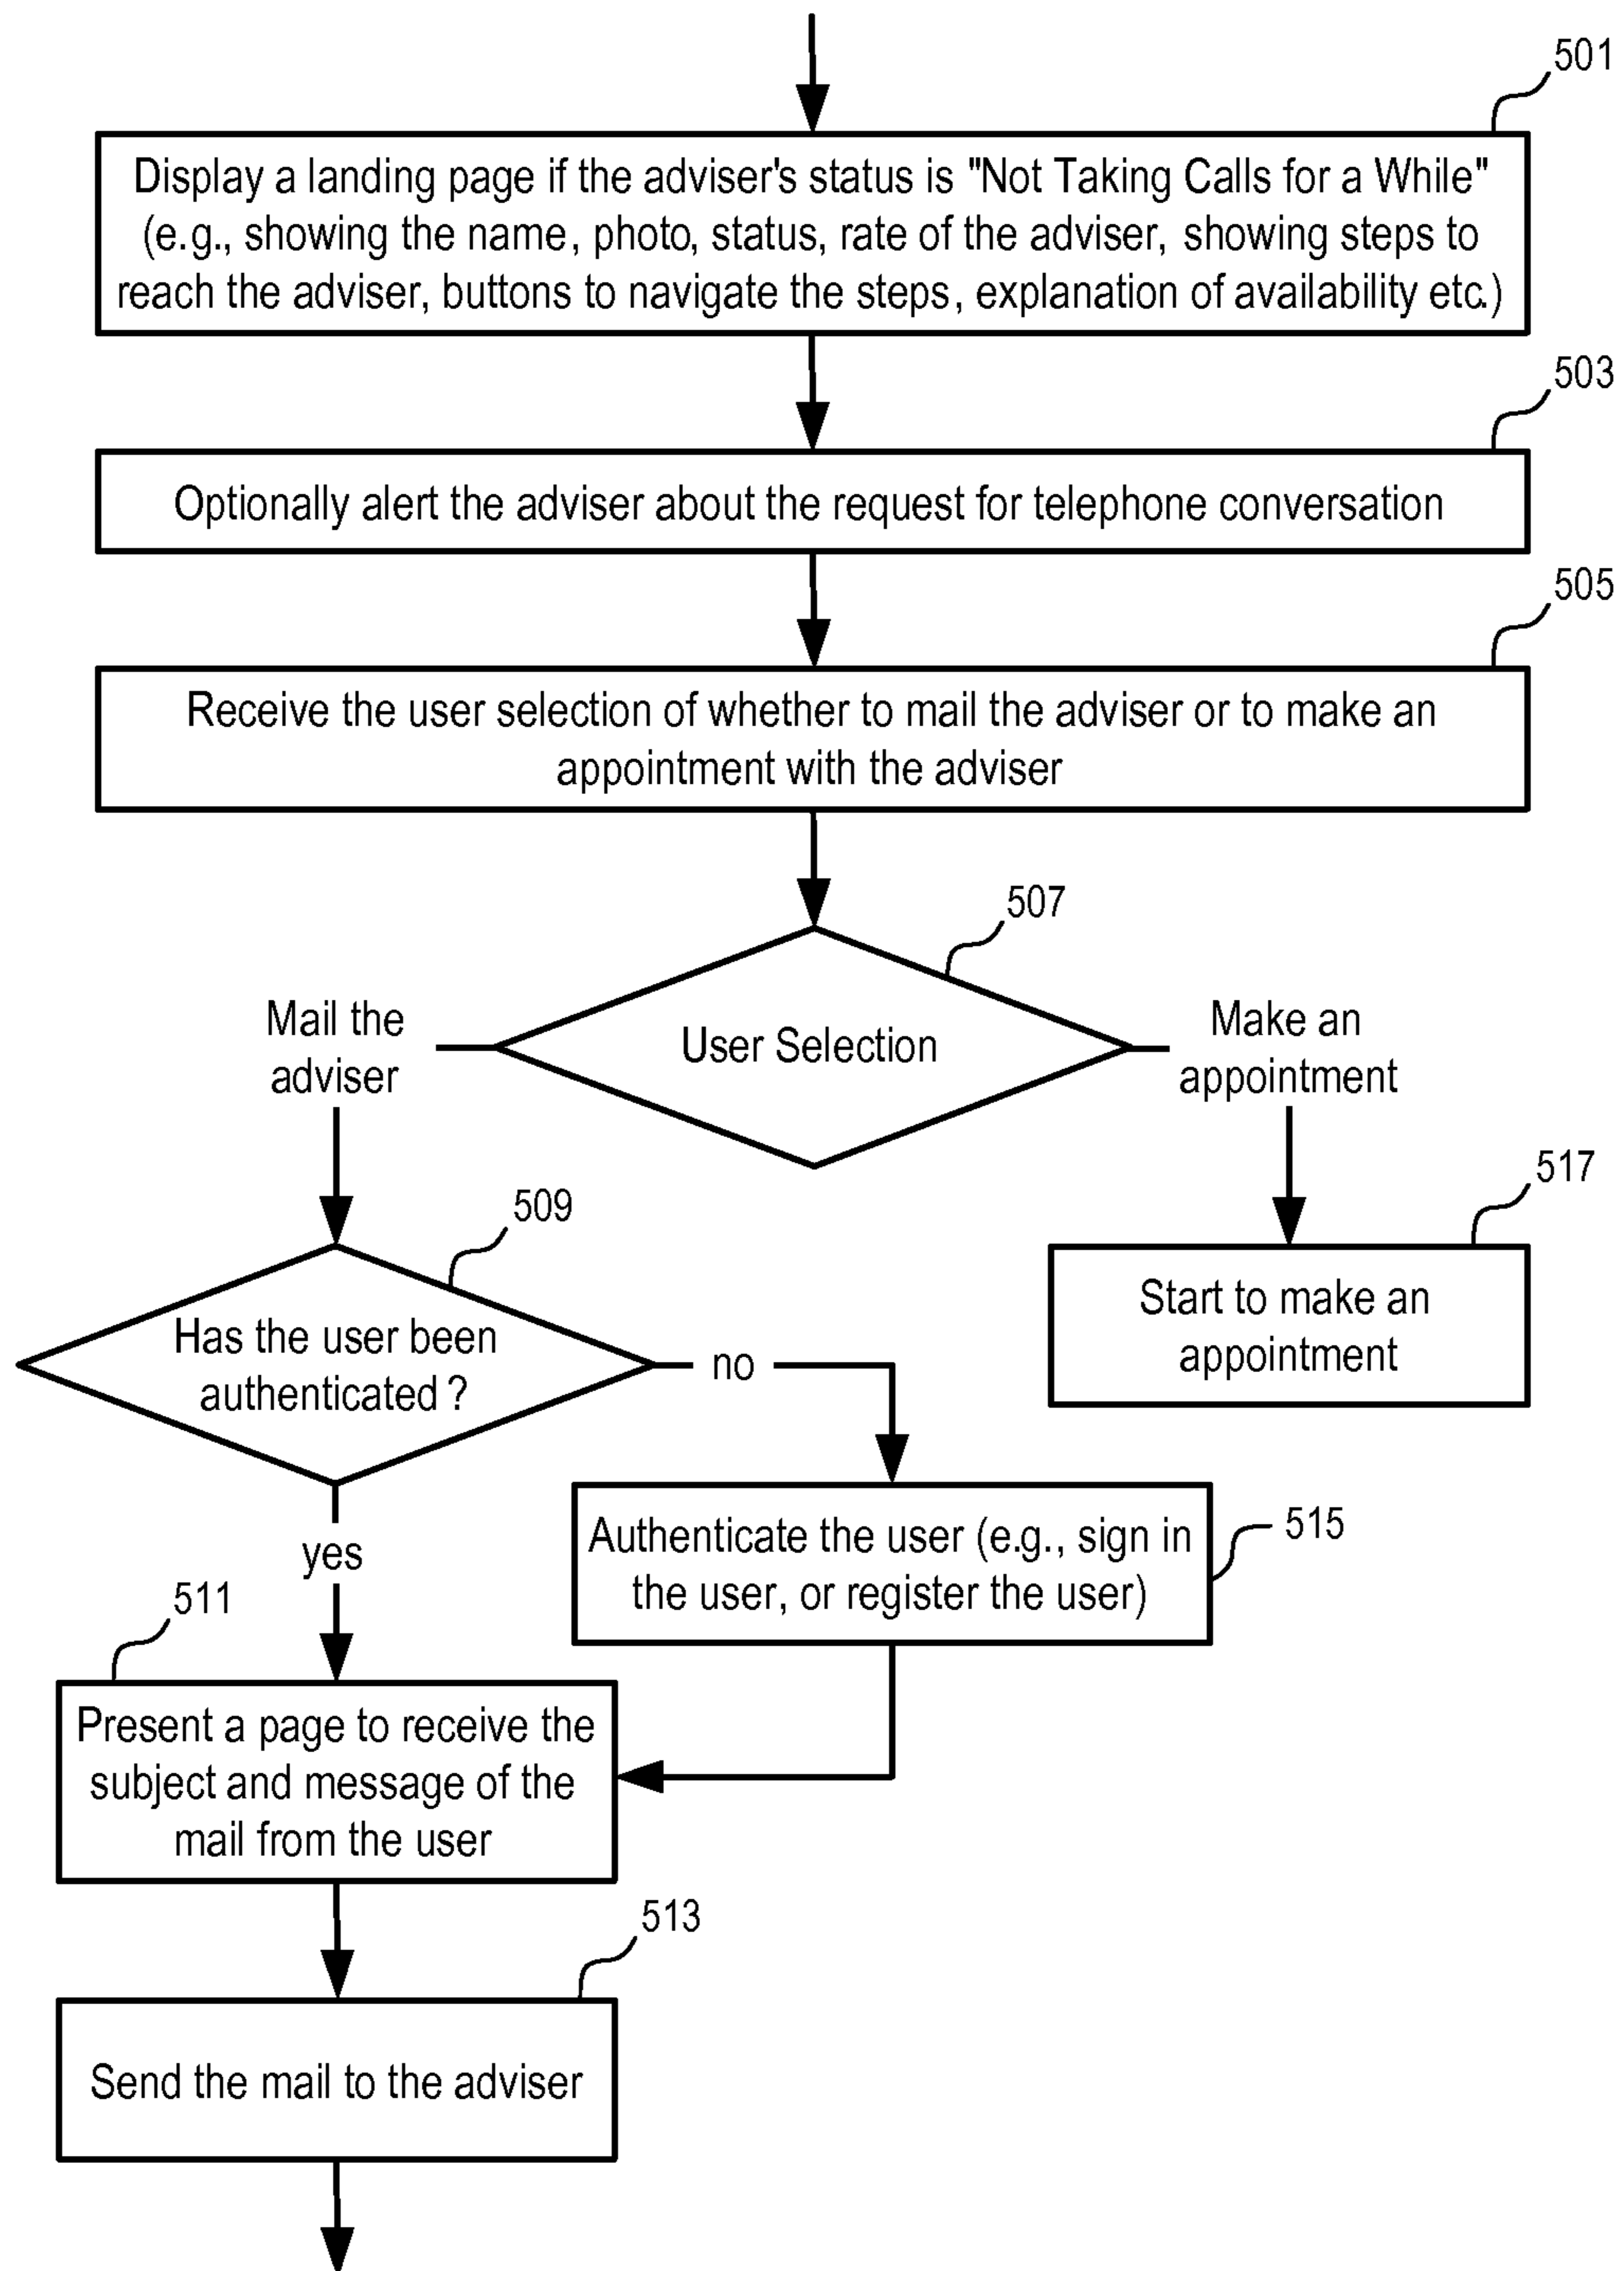 501
Display a landing page if the adviser's status is "Not Taking Calls for a While"
(e.g., showing the name, photo, status, rate of the adviser, showing steps to
reach the adviser, buttons to navigate the steps, explanation of availability etc.)
503
Optionally alert the adviser about the request for telephone conversation
505
Receive the user selection of whether to mail the adviser or to make an
appointment with the adviser
507
User Selection
Mail the
adviser
Make an
appointment
509
Has the user been
authenticated ?
no
yes
517
Start to make an
appointment
515
Authenticate the user (e.g., sign in
the user, or register the user)
511
Present a page to receive the
subject and message of the
mail from the user
513
Send the mail to the adviser